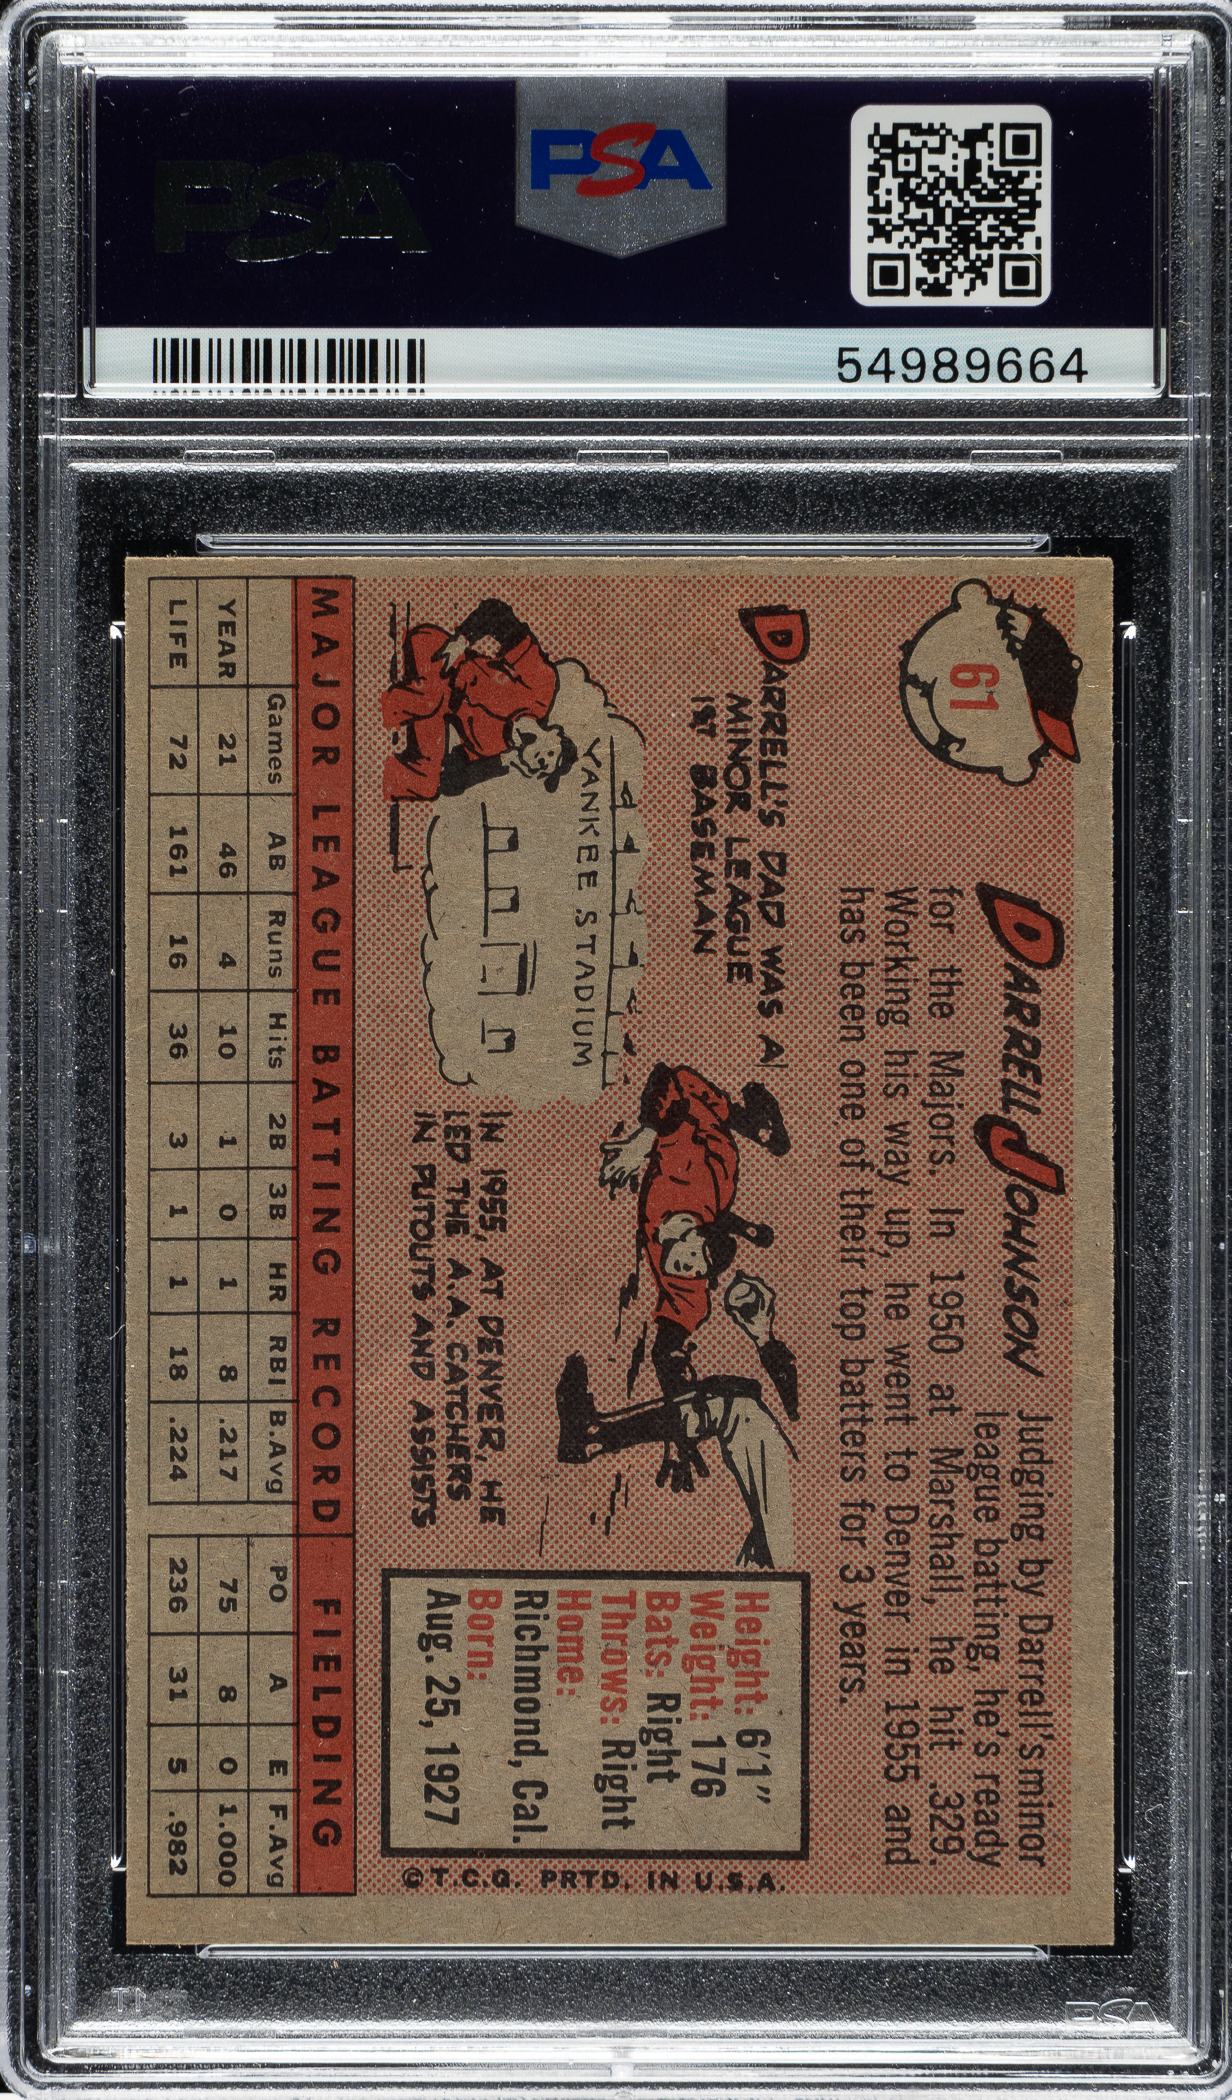 PSA
PSA
54989664
61
DARRELL JOHNSON
Judging by Darrell's minor
league batting, he's ready
for the Majors. In 1950 at Marshall, he hit .329.
Working his way up, he went to Denver in 1955 and
has been one of their top batters for 3 years.
DARRELL'S DAD WAS A
MINOR LEAGUE
1ST BASEMAN
YANKEE STADIUM
IN 1955, AT DENVER, HE
LED THE A.A. CATCHERS
IN PUTOUTS AND ASSISTS
Height: 6'1"
Weight: 176
Bats: Right
Throws: Right
Home:
Richmond, Cal.
Born:
Aug. 25, 1927
© T.C.G. PRTD. IN U.S.A.
MAJOR LEAGUE BATTING RECORD FIELDING
Games AB Runs Hits 2B 3B HR RBI B.Avg PO A E F.Avg
YEAR 21 46 4 10 1 0 1 8 .217 75 8 0 1.000
LIFE 72 161 16 36 3 1 1 18 .224 236 31 5 .982
PSA